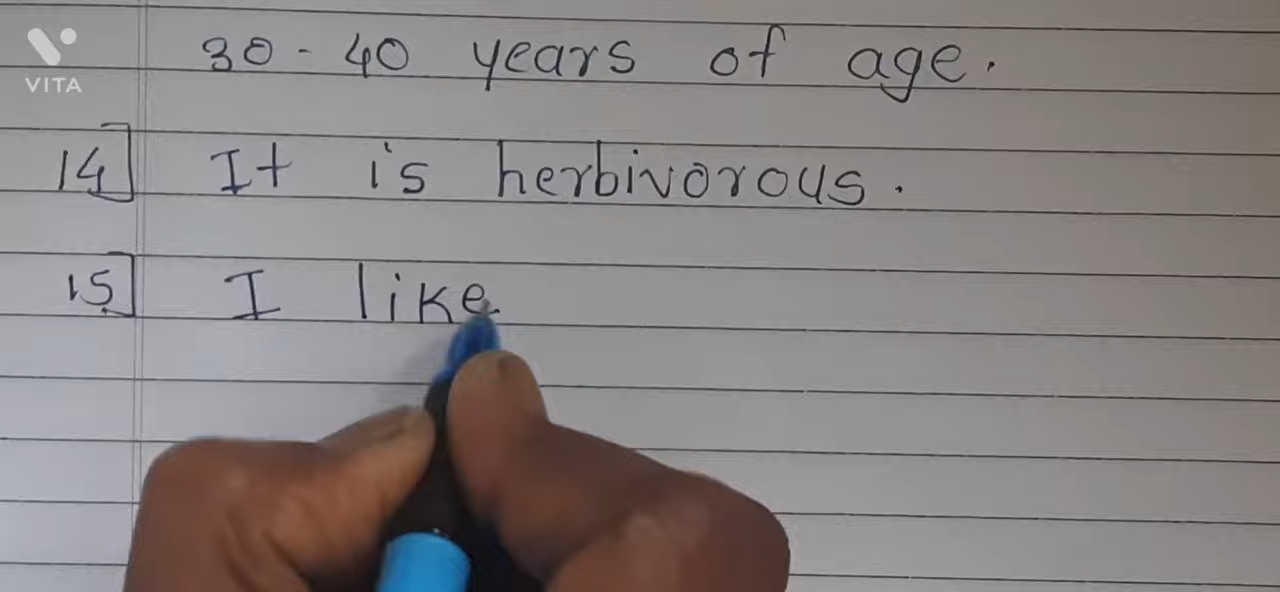 VITA
30-40 years of age.
14] It is herbivorous.
15] I like